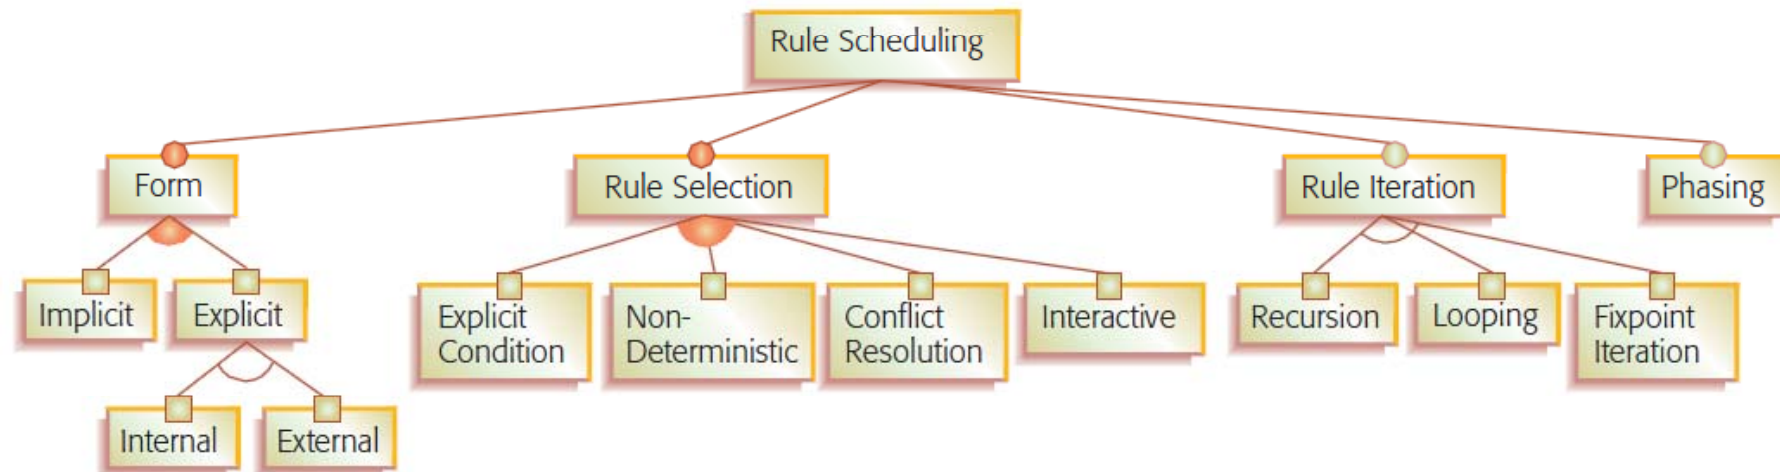 Rule Scheduling
Form
Rule Selection
Rule Iteration
Phasing
Implicit
Explicit
Explicit
Condition
Non-
Deterministic
Conflict
Resolution
Interactive
Recursion
Looping
Fixpoint
Iteration
Internal
External